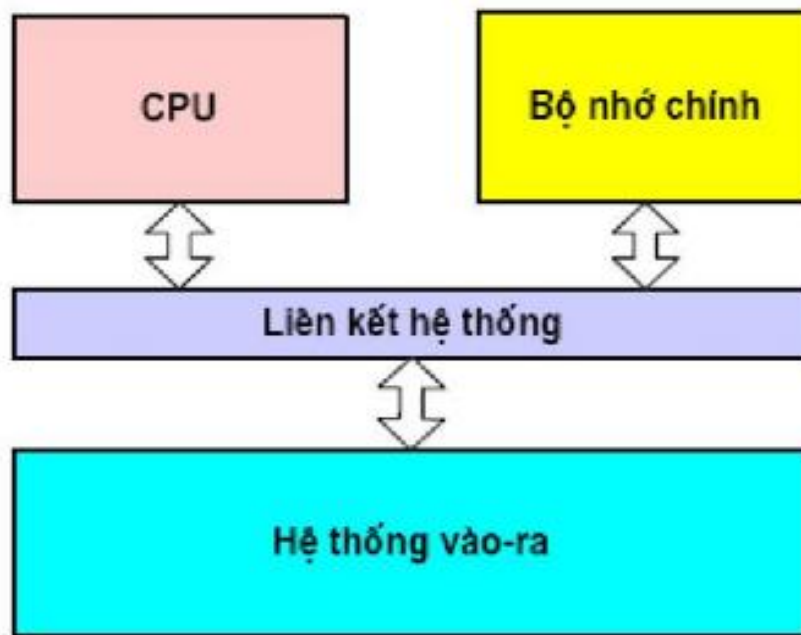 CPU
Bộ nhớ chính
Liên kết hệ thống
Hệ thống vào-ra